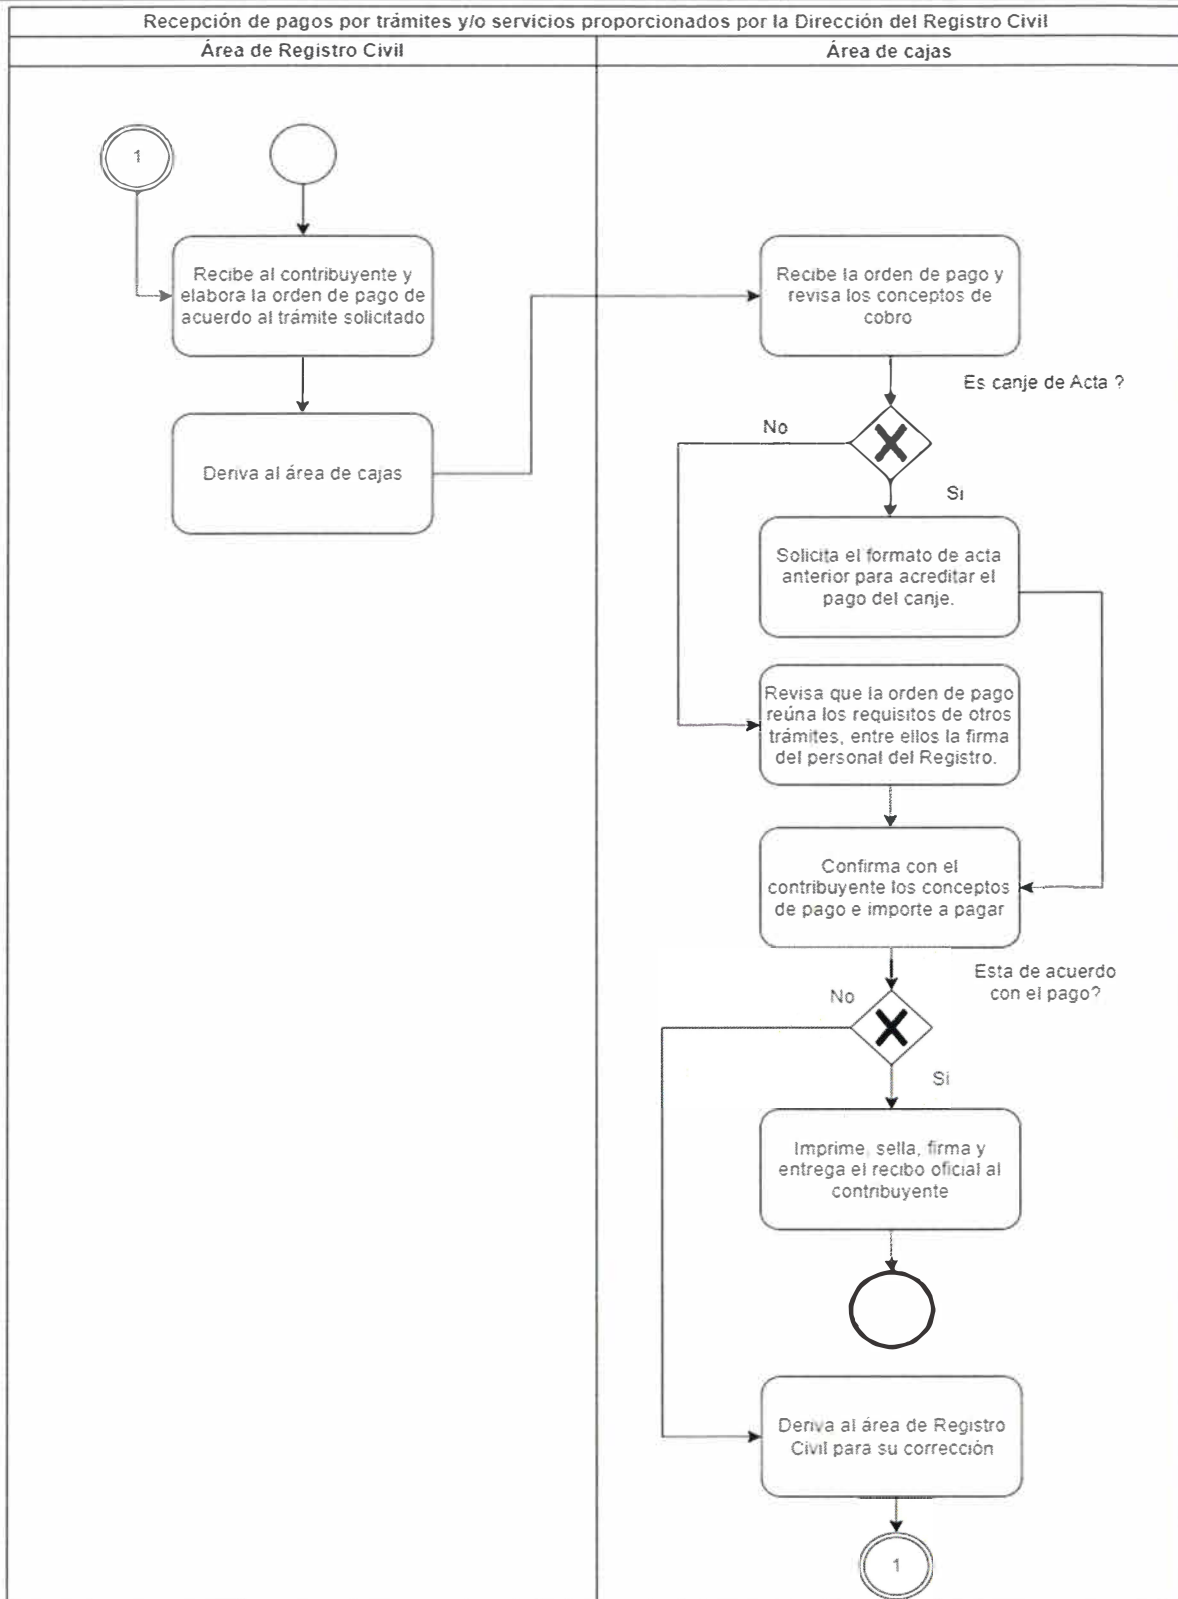 Recepción de pagos por trámites y/o servicios proporcionados por la Dirección del Registro Civil
Área de Registro Civil
Área de cajas
1
Recibe al contribuyente y
elabora la orden de pago de
acuerdo al trámite solicitado
Deriva al área de cajas
Recibe la orden de pago y
revisa los conceptos de
cobro
Es canje de Acta ?
No
Si
Solicita el formato de acta
anterior para acreditar el
pago del canje.
Revisa que la orden de pago
reúna los requisitos de otros
trámites, entre ellos la firma
del personal del Registro.
Confirma con el
contribuyente los conceptos
de pago e importe a pagar
Esta de acuerdo
con el pago?
No
Si
Imprime, sella, firma y
entrega el recibo oficial al
contribuyente
Deriva al área de Registro
Civil para su corrección
1